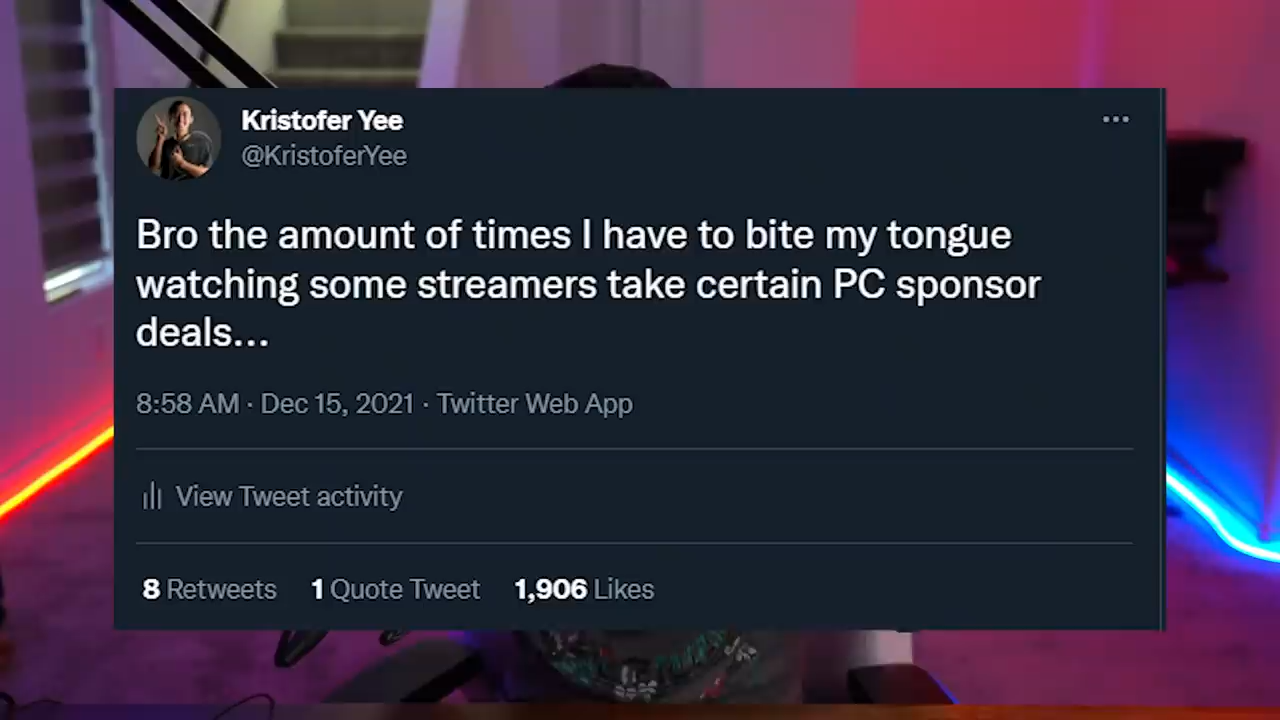 Kristofer Yee
@KristoferYee
Bro the amount of times I have to bite my tongue
watching some streamers take certain PC sponsor
deals...
8:58 AM · Dec 15, 2021 · Twitter Web App
View Tweet activity
8 Retweets 1 Quote Tweet 1,906 Likes